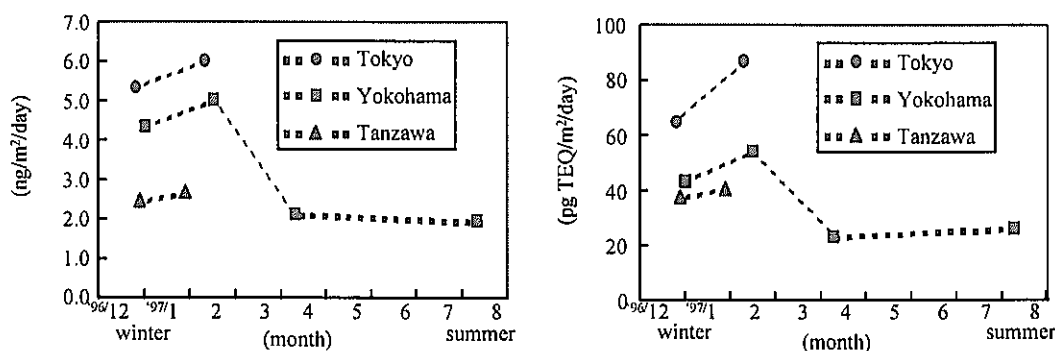 7.0
6.0
5.0
4.0
3.0
2.0
1.0
0.0
(ng/m²/day)
Tokyo
Yokohama
Tanzawa
'96/12 '97/1 2 3 4 5 6 7 8
winter (month) summer
100
80
60
40
20
0
(pg TEQ/m²/day)
Tokyo
Yokohama
Tanzawa
'96/12 '97/1 2 3 4 5 6 7 8
winter (month) summer